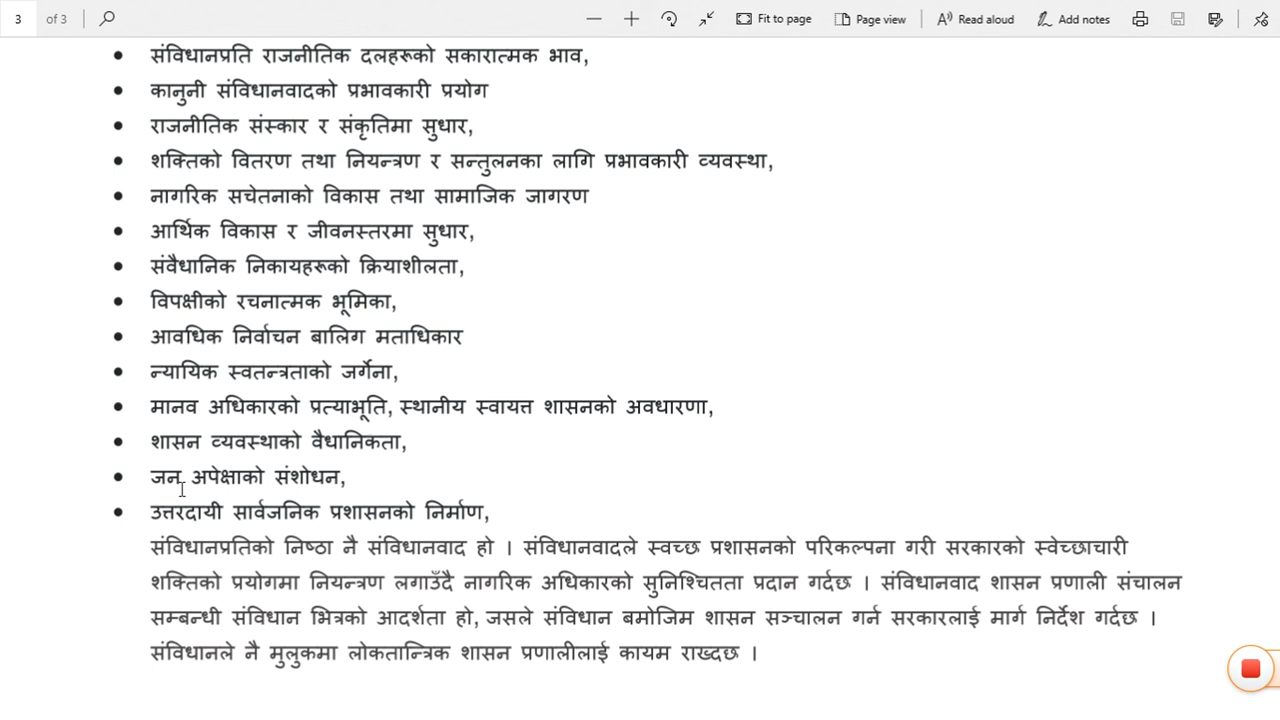 3 of 3 Fit to page Page view Read aloud Add notes
• संविधानप्रति राजनीतिक दलहरूको सकारात्मक भाव,
• कानुनी संविधानवादको प्रभावकारी प्रयोग
• राजनीतिक संस्कार र संकृतिमा सुधार,
• शक्तिको वितरण तथा नियन्त्रण र सन्तुलनका लागि प्रभावकारी व्यवस्था,
• नागरिक सचेतनाको विकास तथा सामाजिक जागरण
• आर्थिक विकास र जीवनस्तरमा सुधार,
• संवैधानिक निकायहरूको क्रियाशीलता,
• विपक्षीको रचनात्मक भूमिका,
• आवधिक निर्वाचन बालिग मताधिकार
• न्यायिक स्वतन्त्रताको जर्गेना,
• मानव अधिकारको प्रत्याभूति, स्थानीय स्वायत्त शासनको अवधारणा,
• शासन व्यवस्थाको वैधानिकता,
• जन अपेक्षाको संशोधन,
• उत्तरदायी सार्वजनिक प्रशासनको निर्माण,
संविधानप्रतिको निष्ठा नै संविधानवाद हो । संविधानवादले स्वच्छ प्रशासनको परिकल्पना गरी सरकारको स्वेच्छाचारी
शक्तिको प्रयोगमा नियन्त्रण लगाउँदै नागरिक अधिकारको सुनिश्चितता प्रदान गर्दछ । संविधानवाद शासन प्रणाली संचालन
सम्बन्धी संविधान भित्रको आदर्शता हो, जसले संविधान बमोजिम शासन सञ्चालन गर्न सरकारलाई मार्ग निर्देश गर्दछ ।
संविधानले नै मुलुकमा लोकतान्त्रिक शासन प्रणालीलाई कायम राख्दछ ।